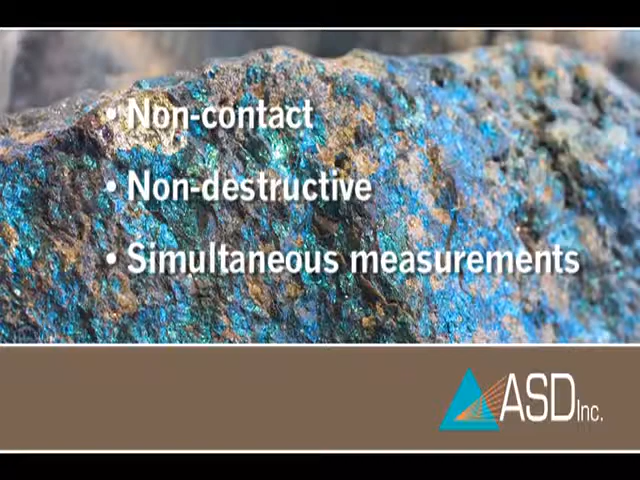 • Non-contact
• Non-destructive
• Simultaneous measurements
ASD Inc.